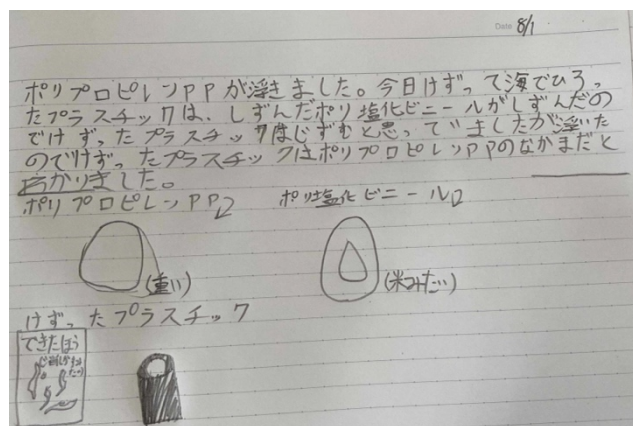 Date 8/1
ポリプロピレンPPが浮きました。今日けずって海でひろっ
たプラスチックは、しずんだポリ塩化ビニールがしずんだの
でけずったプラスチックはしずむと思っていましたが浮いた
のでけずったプラスチックはポリプロピレンPPのなかまだと
わかりました。
ポリプロピレンPP
ポリ塩化ビニール
(重い)
(米みたい)
けずったプラスチック
できたほう